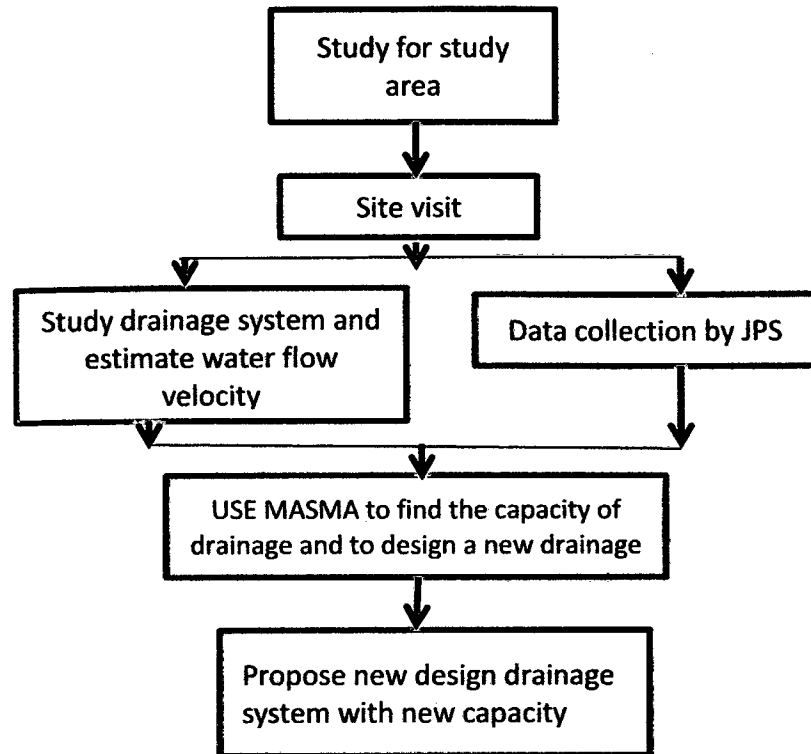 Study for study
area
Site visit
Study drainage system and
estimate water flow
velocity
Data collection by JPS
USE MASMA to find the capacity of
drainage and to design a new drainage
Propose new design drainage
system with new capacity